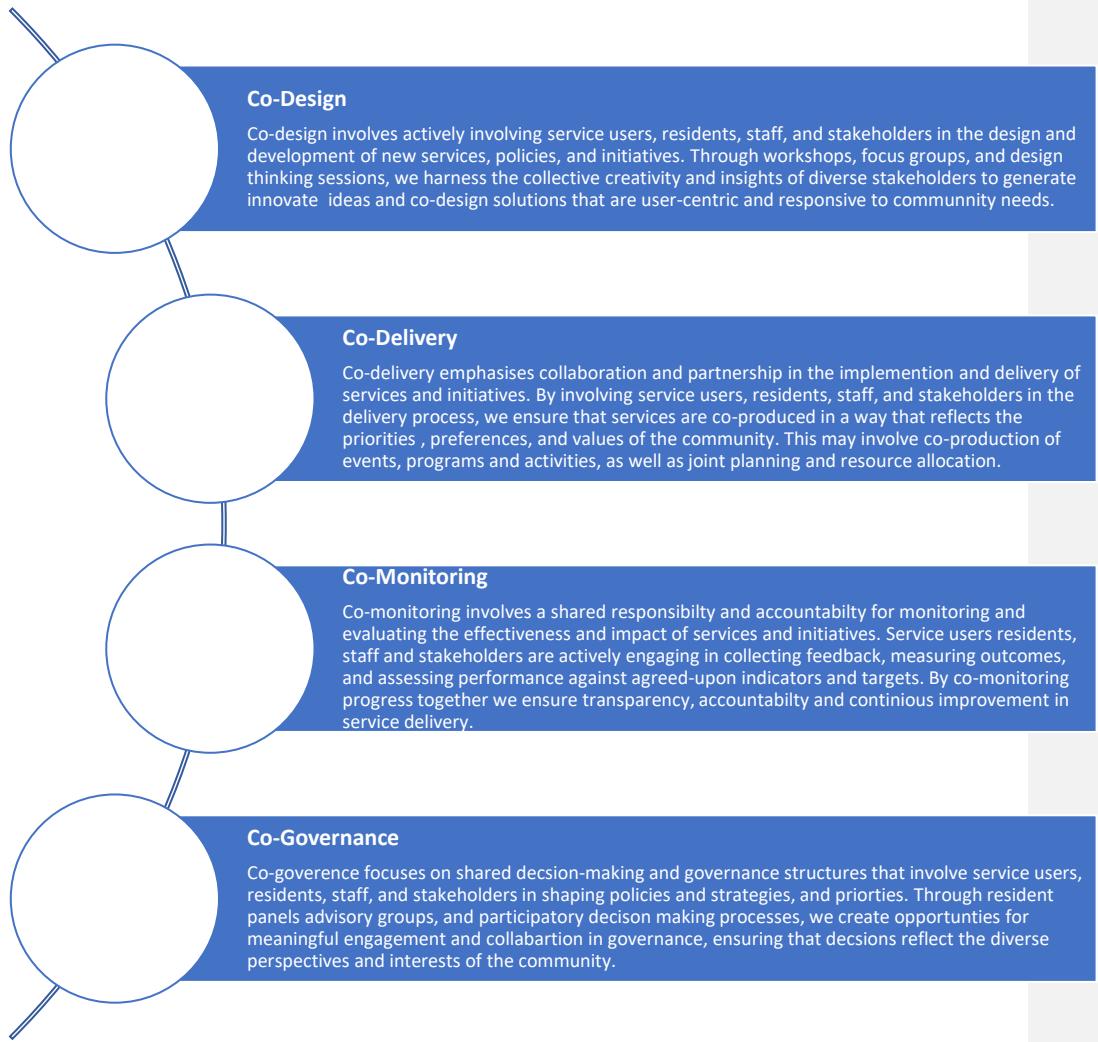 Co-Design
Co-design involves actively involving service users, residents, staff, and stakeholders in the design and
development of new services, policies, and initiatives. Through workshops, focus groups, and design
thinking sessions, we harness the collective creativity and insights of diverse stakeholders to generate
innovate  ideas and co-design solutions that are user-centric and responsive to communnity needs.
Co-Delivery
Co-delivery emphasises collaboration and partnership in the implemention and delivery of
services and initiatives. By involving service users, residents, staff, and stakeholders in the
delivery process, we ensure that services are co-produced in a way that reflects the
priorities , preferences, and values of the community. This may involve co-production of
events, programs and activities, as well as joint planning and resource allocation.
Co-Monitoring
Co-monitoring involves a shared responsibilty and accountabilty for monitoring and
evaluating the effectiveness and impact of services and initiatives. Service users residents,
staff and stakeholders are actively engaging in collecting feedback, measuring outcomes,
and assessing performance against agreed-upon indicators and targets. By co-monitoring
progress together we ensure transparency, accountabilty and continious improvement in
service delivery.
Co-Governance
Co-goverence focuses on shared decsion-making and governance structures that involve service users,
residents, staff, and stakeholders in shaping policies and strategies, and priorties. Through resident
panels advisory groups, and participatory decison making processes, we create opportunties for
meaningful engagement and collabartion in governance, ensuring that decsions reflect the diverse
perspectives and interests of the community.